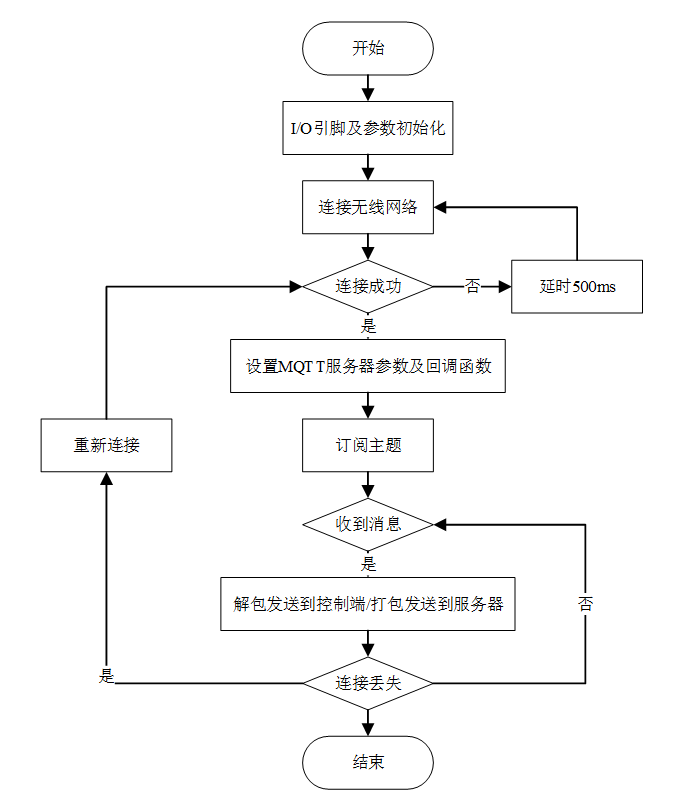 开始
I/O引脚及参数初始化
连接无线网络
连接成功
否
延时500ms
是
设置MQTT服务器参数及回调函数
重新连接
订阅主题
收到消息
是
解包发送到控制端/打包发送到服务器
否
是
连接丢失
结束